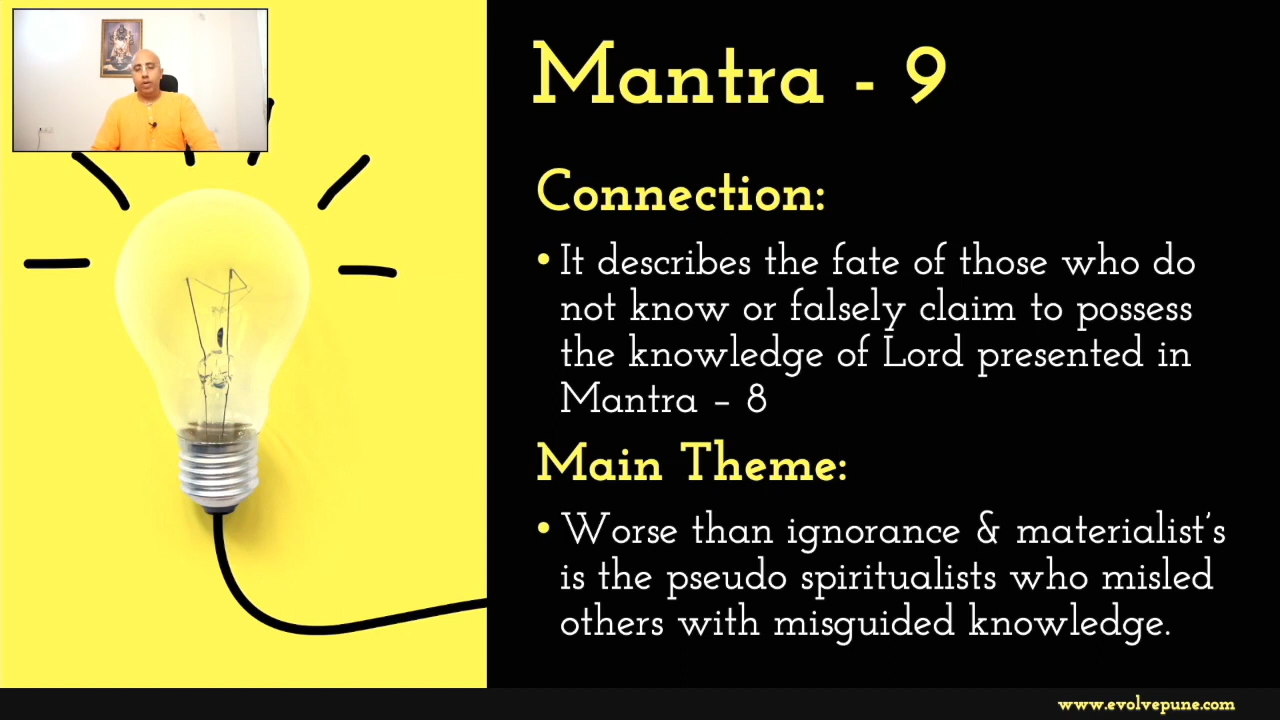 Mantra - 9
Connection:
• It describes the fate of those who do
not know or falsely claim to possess
the knowledge of Lord presented in
Mantra – 8
Main Theme:
• Worse than ignorance & materialist's
is the pseudo spiritualists who misled
others with misguided knowledge.
www.evolvepune.com